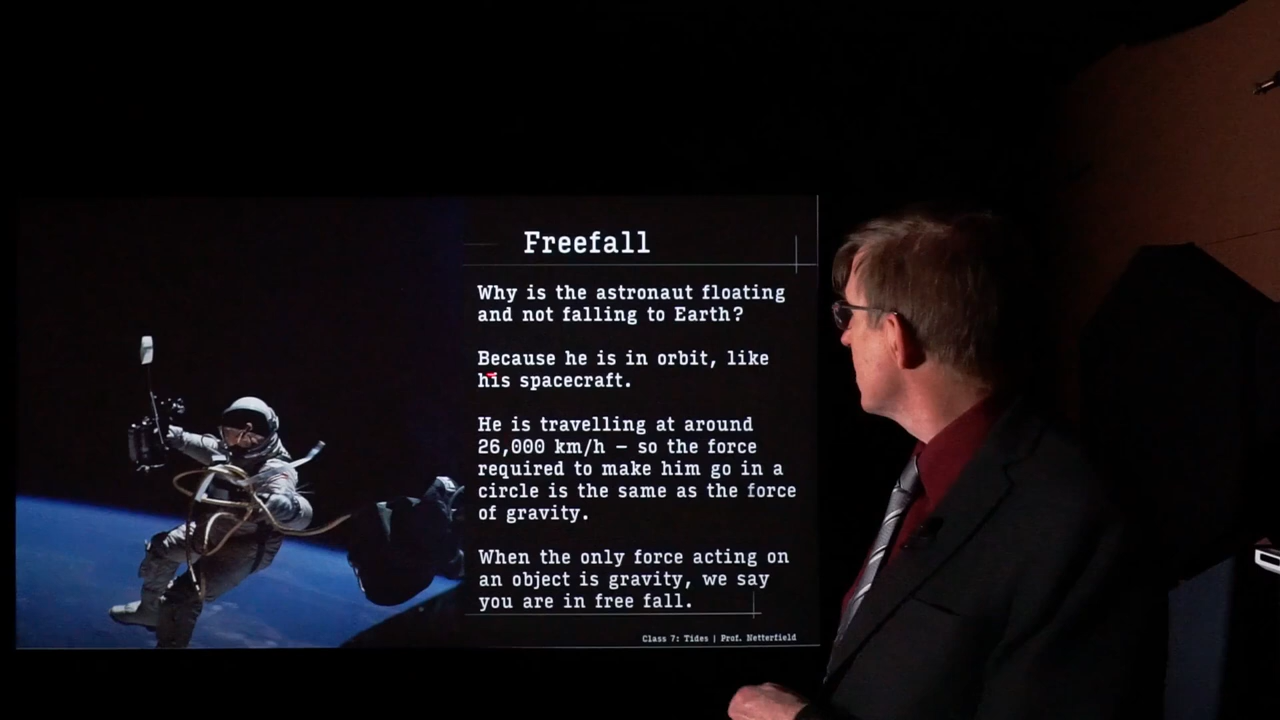 Freefall
Why is the astronaut floating
and not falling to Earth?
Because he is in orbit, like
his spacecraft.
He is travelling at around
26,000 km/h – so the force
required to make him go in a
circle is the same as the force
of gravity.
When the only force acting on
an object is gravity, we say
you are in free fall.
Class 7: Tides | Prof. Netterfield